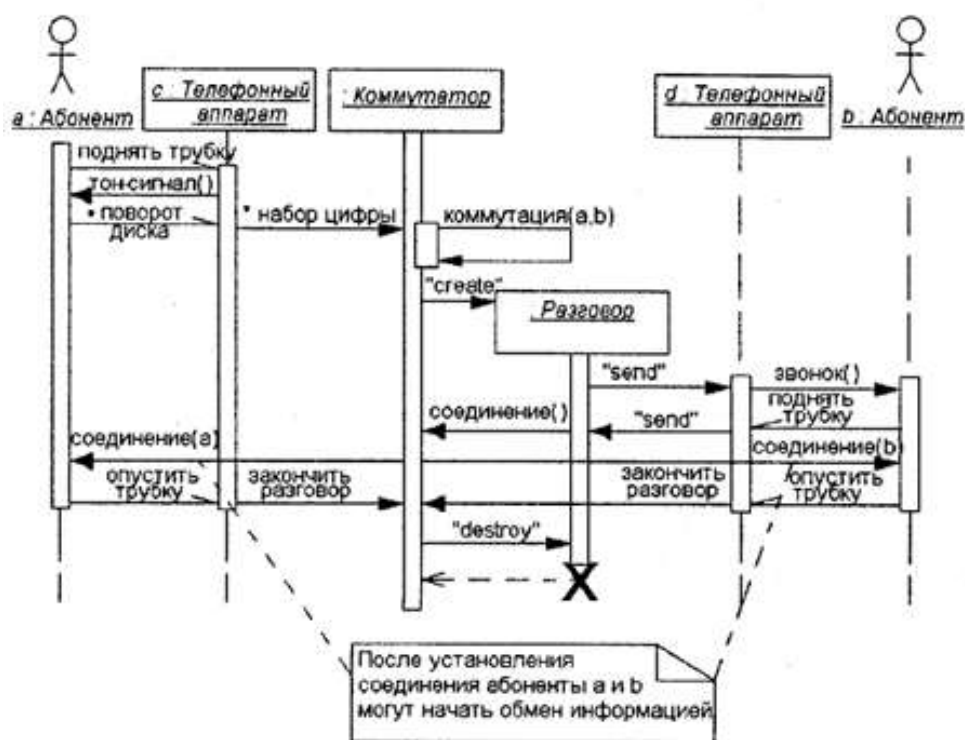 a : Абонент
c : Телефонный
аппарат
: Коммутатор
d : Телефонный
аппарат
b : Абонент
поднять трубку
тон-сигнал()
* поворот
диска
* набор цифры
коммутация(a,b)
"create"
: Разговор
"send"
звонок()
поднять
трубку
соединение()
"send"
соединение(a)
соединение(b)
опустить
трубку
закончить
разговор
закончить
разговор
опустить
трубку
"destroy"
После установления
соединения абоненты a и b
могут начать обмен информацией